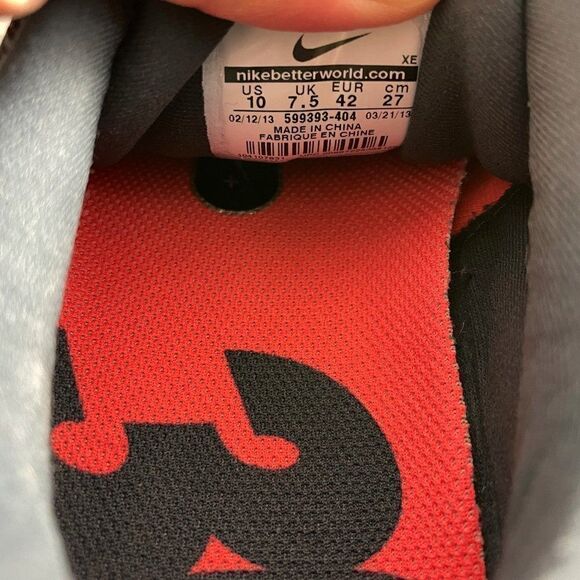 XE
nikebetterworld.com
US UK EUR cm
10 7.5 42 27
02/12/13 599393-404 03/21/13
MADE IN CHINA
FABRIQUE EN CHINE